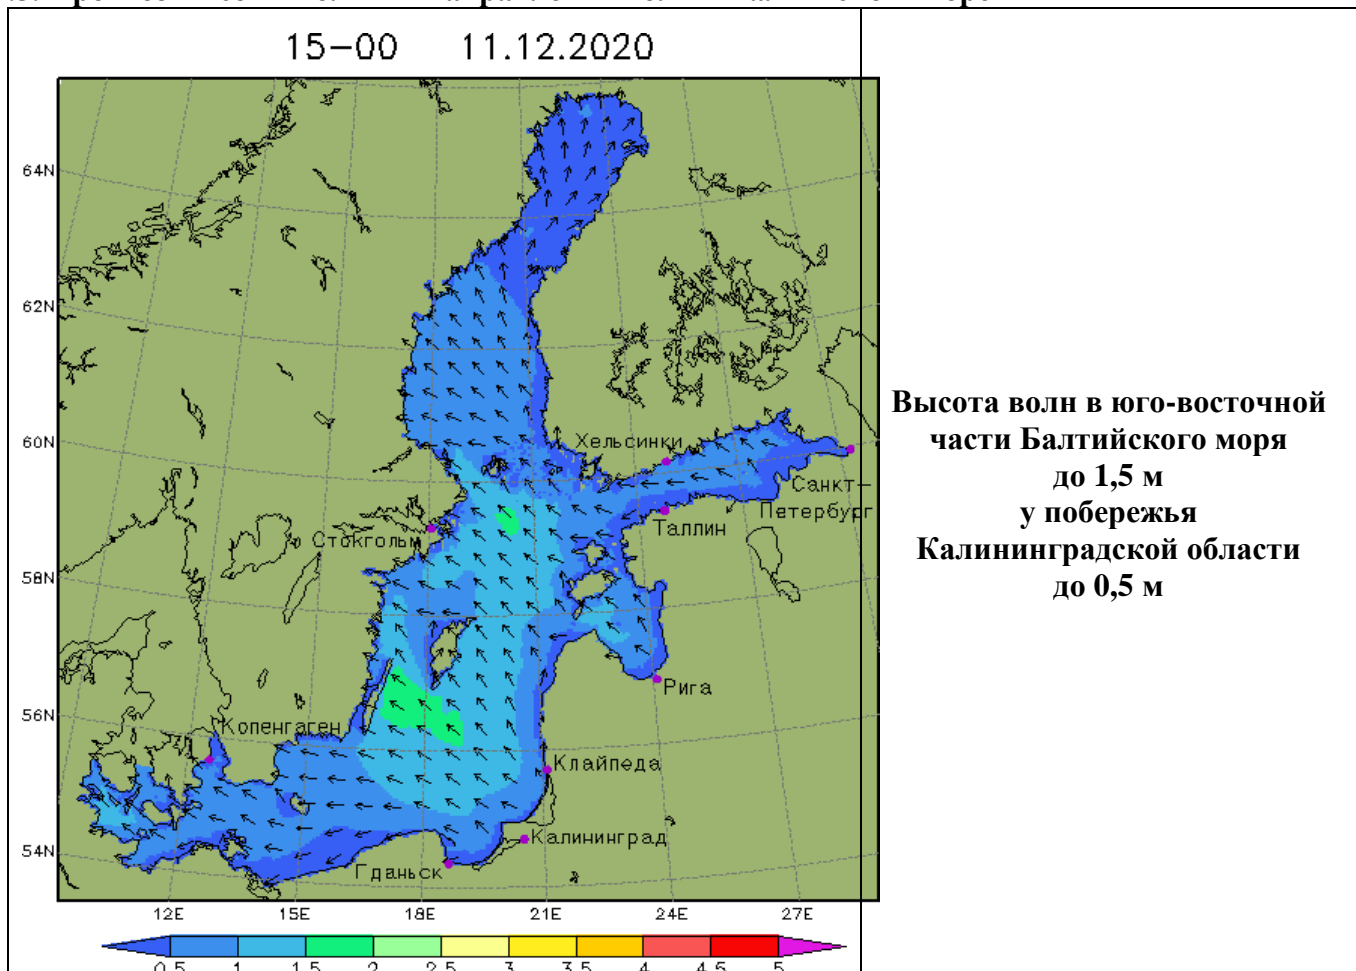 15-00 11.12.2020
64N
62N
60N
58N
56N
54N
Хельсинки
Санкт-
Петербург
Таллин
Стокгольм
Рига
Копенгаген
Клайпеда
Калининград
Гданьск
12E 15E 18E 21E 24E 27E
0.5 1 1.5 2 2.5 3 3.5 4 4.5 5
Высота волн в юго-восточной
части Балтийского моря
до 1,5 м
у побережья
Калининградской области
до 0,5 м